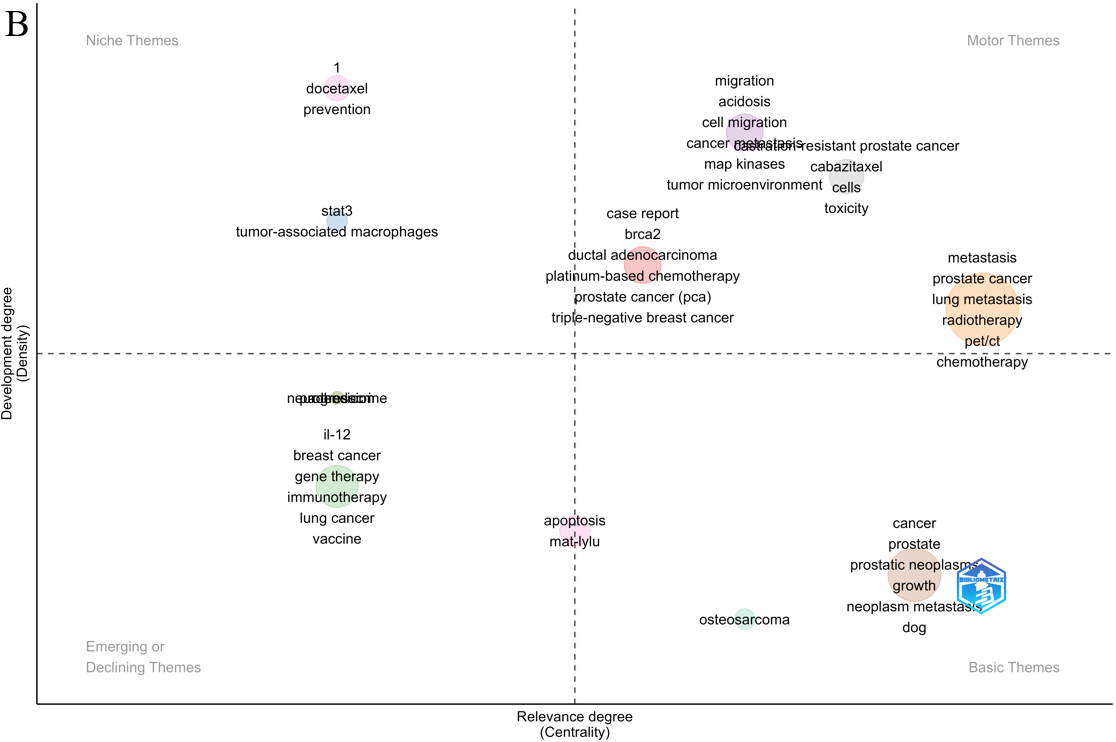 B
Niche Themes
Motor Themes
1
docetaxel
prevention
migration
acidosis
cell migration
cancer metastasis
map kinases
tumor microenvironment
castration-resistant prostate cancer
cabazitaxel
cells
toxicity
stat3
tumor-associated macrophages
case report
brca2
ductal adenocarcinoma
platinum-based chemotherapy
prostate cancer (pca)
triple-negative breast cancer
metastasis
prostate cancer
lung metastasis
radiotherapy
pet/ct
chemotherapy
Development degree
(Density)
il-12
breast cancer
gene therapy
immunotherapy
lung cancer
vaccine
apoptosis
mat-lylu
cancer
prostate
prostatic neoplasms
growth
neoplasm metastasis
dog
BIBLIOMETRIX
osteosarcoma
Emerging or
Declining Themes
Basic Themes
Relevance degree
(Centrality)